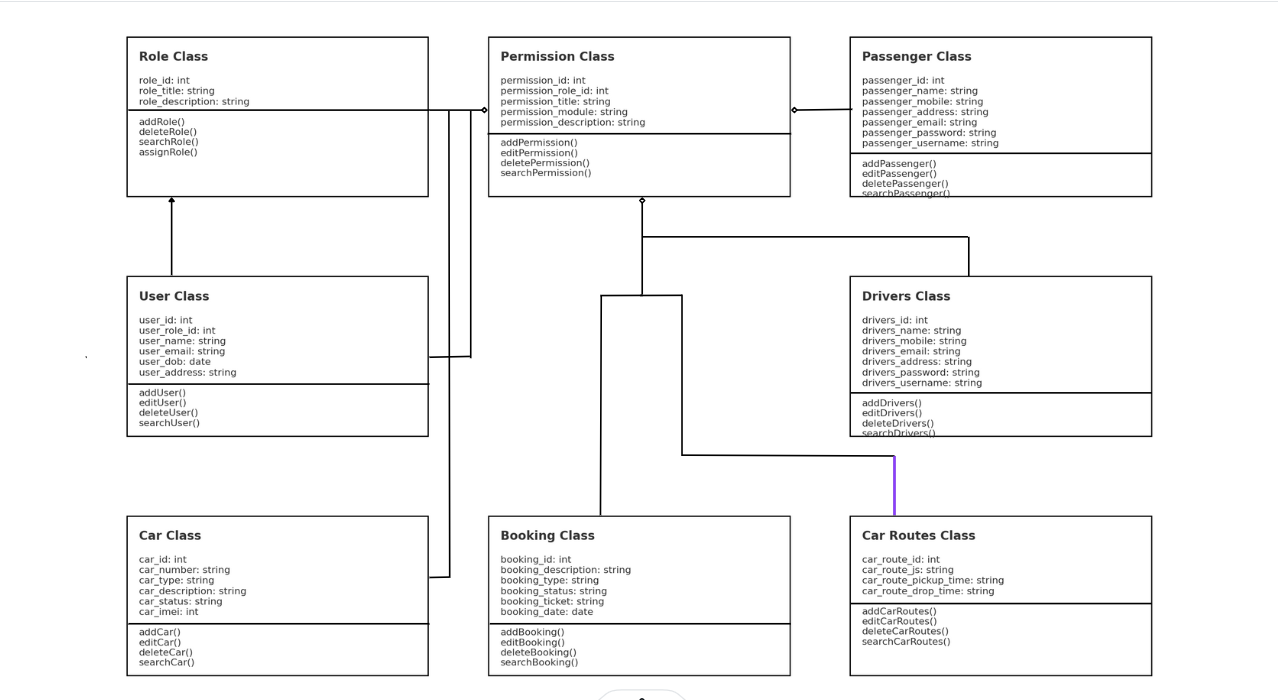 Role Class
role_id: int
role_title: string
role_description: string
addRole()
deleteRole()
searchRole()
assignRole()
Permission Class
permission_id: int
permission_role_id: int
permission_title: string
permission_module: string
permission_description: string
addPermission()
editPermission()
deletePermission()
searchPermission()
Passenger Class
passenger_id: int
passenger_name: string
passenger_mobile: string
passenger_address: string
passenger_email: string
passenger_password: string
passenger_username: string
addPassenger()
editPassenger()
deletePassenger()
searchPassenger()
User Class
user_id: int
user_role_id: int
user_name: string
user_email: string
user_dob: date
user_address: string
addUser()
editUser()
deleteUser()
searchUser()
Drivers Class
drivers_id: int
drivers_name: string
drivers_mobile: string
drivers_email: string
drivers_address: string
drivers_password: string
drivers_username: string
addDrivers()
editDrivers()
deleteDrivers()
searchDrivers()
Car Class
car_id: int
car_number: string
car_type: string
car_description: string
car_status: string
car_imei: int
addCar()
editCar()
deleteCar()
searchCar()
Booking Class
booking_id: int
booking_description: string
booking_type: string
booking_status: string
booking_ticket: string
booking_date: date
addBooking()
editBooking()
deleteBooking()
searchBooking()
Car Routes Class
car_route_id: int
car_route_js: string
car_route_pickup_time: string
car_route_drop_time: string
addCarRoutes()
editCarRoutes()
deleteCarRoutes()
searchCarRoutes()